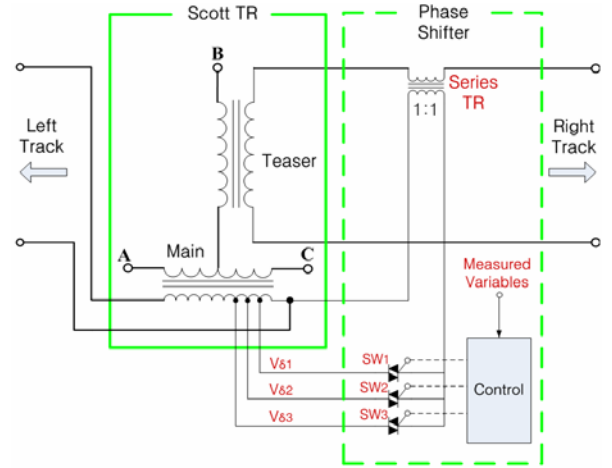 Scott TR
Phase
Shifter
B
Series
TR
1:1
Left
Track
Teaser
Right
Track
Main
A
C
Measured
Variables
Vδ1
SW1
Vδ2
SW2
Control
Vδ3
SW3